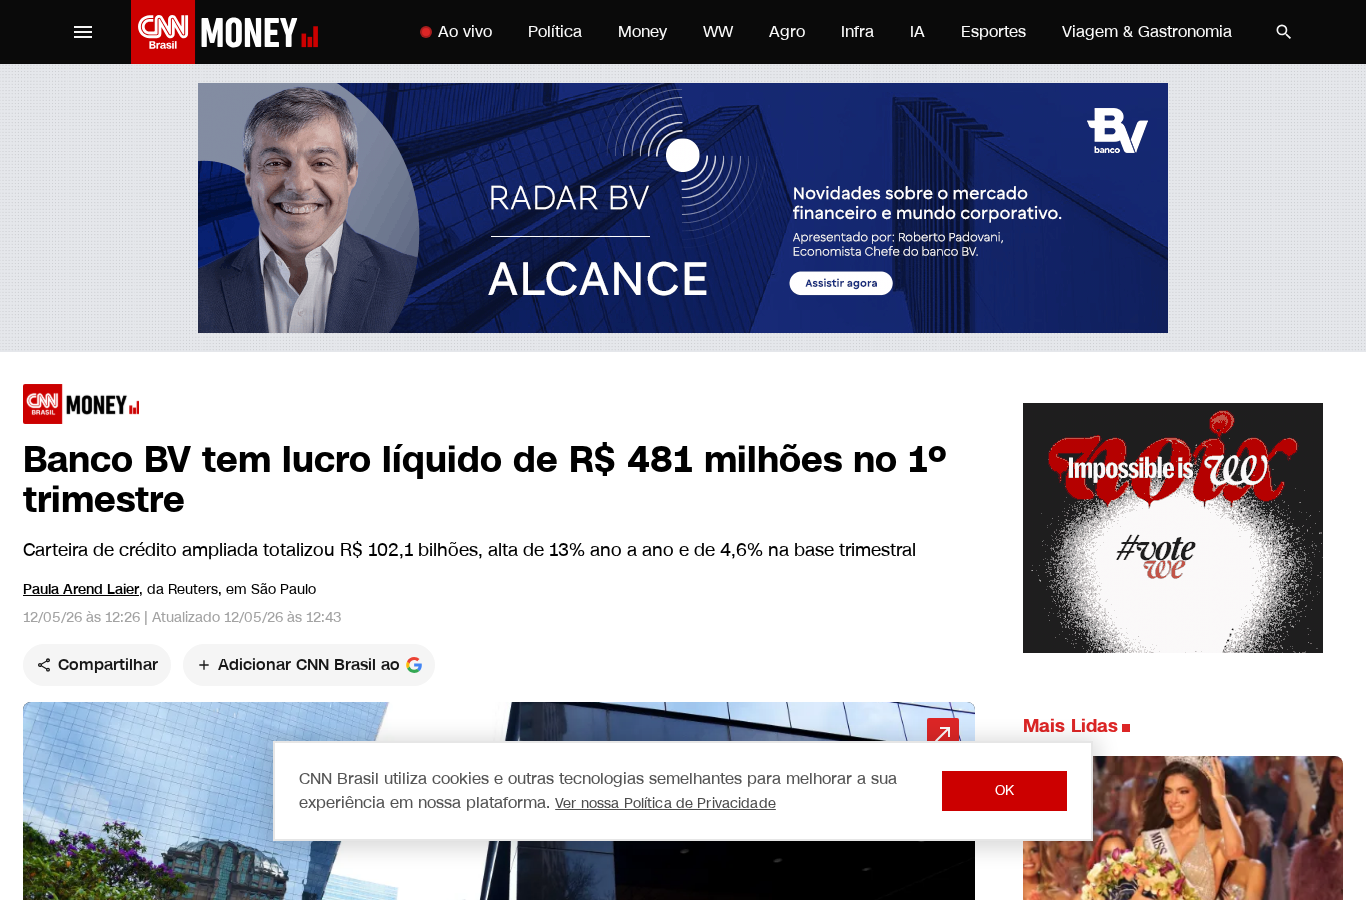 CNN
Brasil
MONEY
Ao vivo
Política
Money
WW
Agro
Infra
IA
Esportes
Viagem & Gastronomia
RADAR BV
ALCANCE
Novidades sobre o mercado
financeiro e mundo corporativo.
Apresentado por: Roberto Padovani,
Economista Chefe do banco BV.
Assistir agora
BV
banco
CNN
BRASIL
MONEY
Banco BV tem lucro líquido de R$ 481 milhões no 1º
trimestre
Carteira de crédito ampliada totalizou R$ 102,1 bilhões, alta de 13% ano a ano e de 4,6% na base trimestral
Paula Arend Laier, da Reuters, em São Paulo
12/05/26 às 12:26 | Atualizado 12/05/26 às 12:43
Compartilhar
Adicionar CNN Brasil ao
noix
Impossible is we
#vote
we
Mais Lidas
MISS
CNN Brasil utiliza cookies e outras tecnologias semelhantes para melhorar a sua
experiência em nossa plataforma. Ver nossa Política de Privacidade
OK